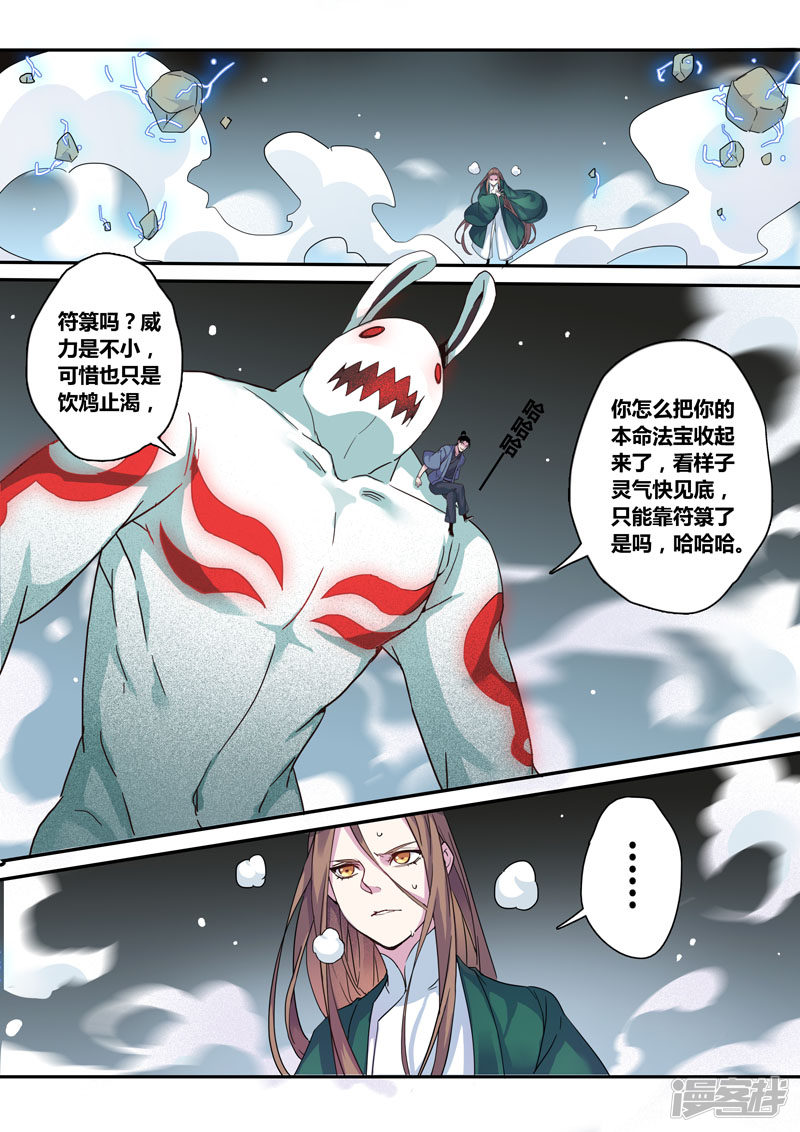 符箓吗？威
力是不小，
可惜也只是
饮鸩止渴，
你怎么把你的
本命法宝收起
来了，看样子
灵气快见底，
只能靠符箓了
是吗，哈哈哈。
……
漫客栈